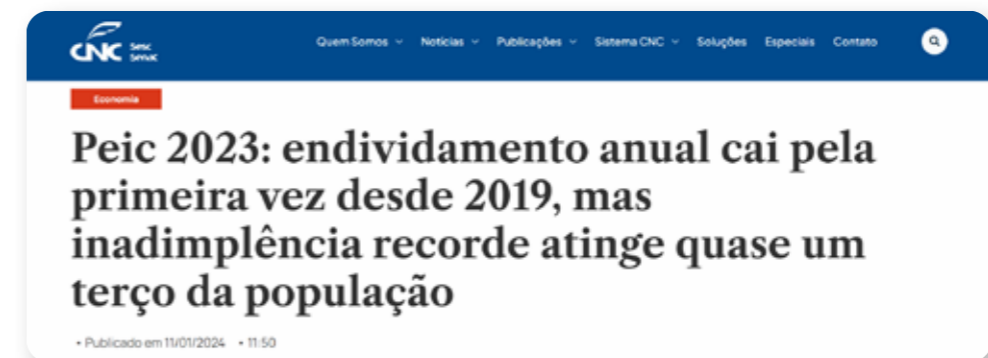 CNC Sesc Senac
Quem Somos Notícias Publicações Sistema CNC Soluções Especiais Contato
Economia
Peic 2023: endividamento anual cai pela
primeira vez desde 2019, mas
inadimplência recorde atinge quase um
terço da população
• Publicado em 11/01/2024 • 11:50